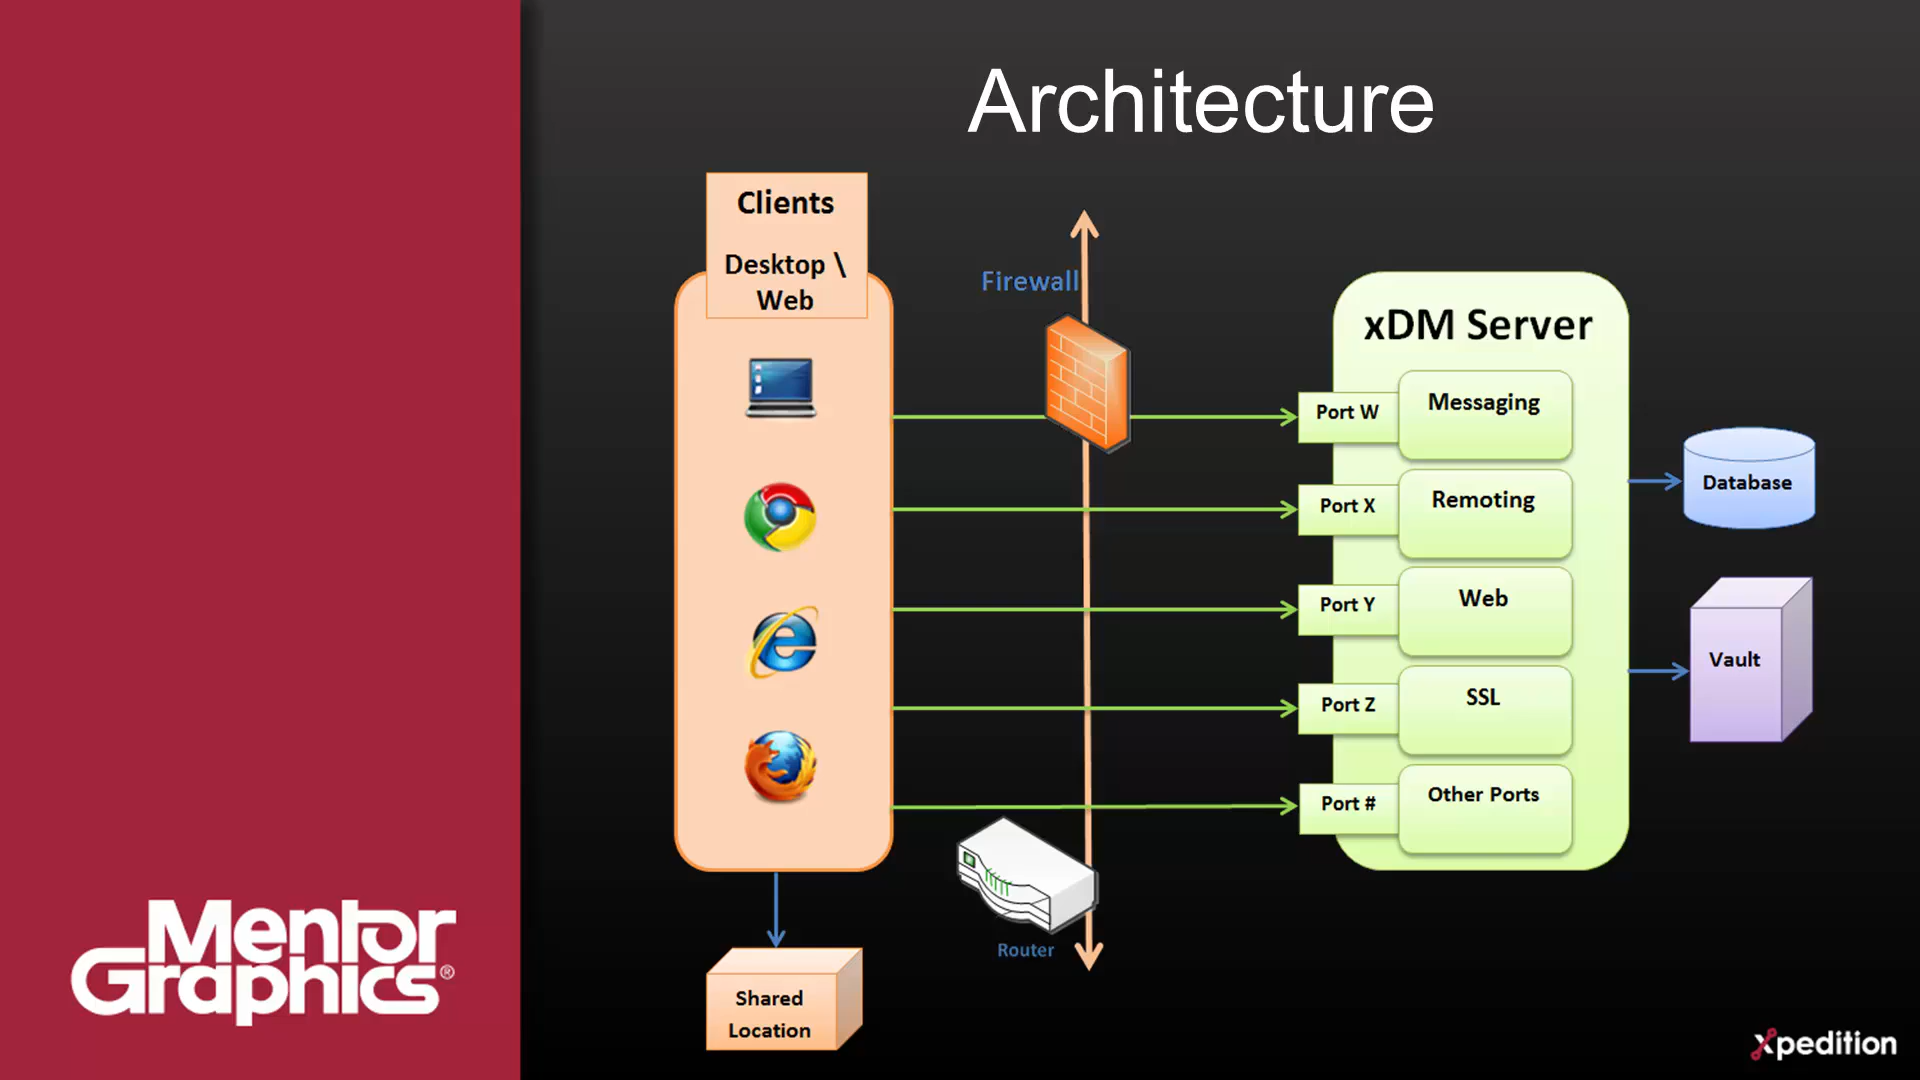 Architecture
Clients
Desktop \
Web
Firewall
xDM Server
Port W
Messaging
Port X
Remoting
Port Y
Web
Port Z
SSL
Port #
Other Ports
Database
Vault
Router
Shared
Location
Mentor
Graphics®
Xpedition